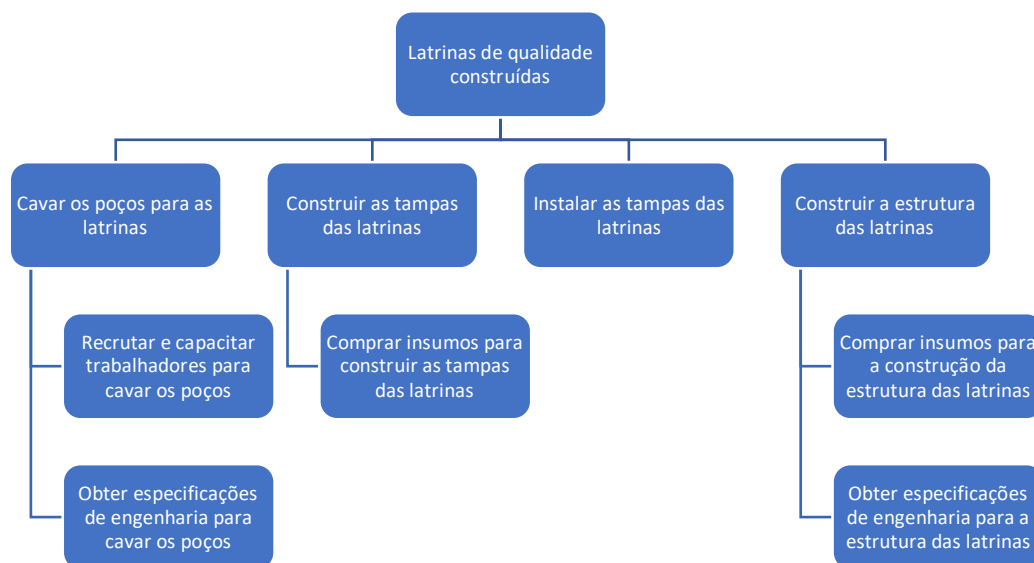 Latrinas de qualidade
construídas
Cavar os poços para as
latrinas
Construir as tampas
das latrinas
Instalar as tampas das
latrinas
Construir a estrutura
das latrinas
Recrutar e capacitar
trabalhadores para
cavar os poços
Comprar insumos para
construir as tampas
das latrinas
Comprar insumos para
a construção da
estrutura das latrinas
Obter especificações
de engenharia para
cavar os poços
Obter especificações
de engenharia para a
estrutura das latrinas